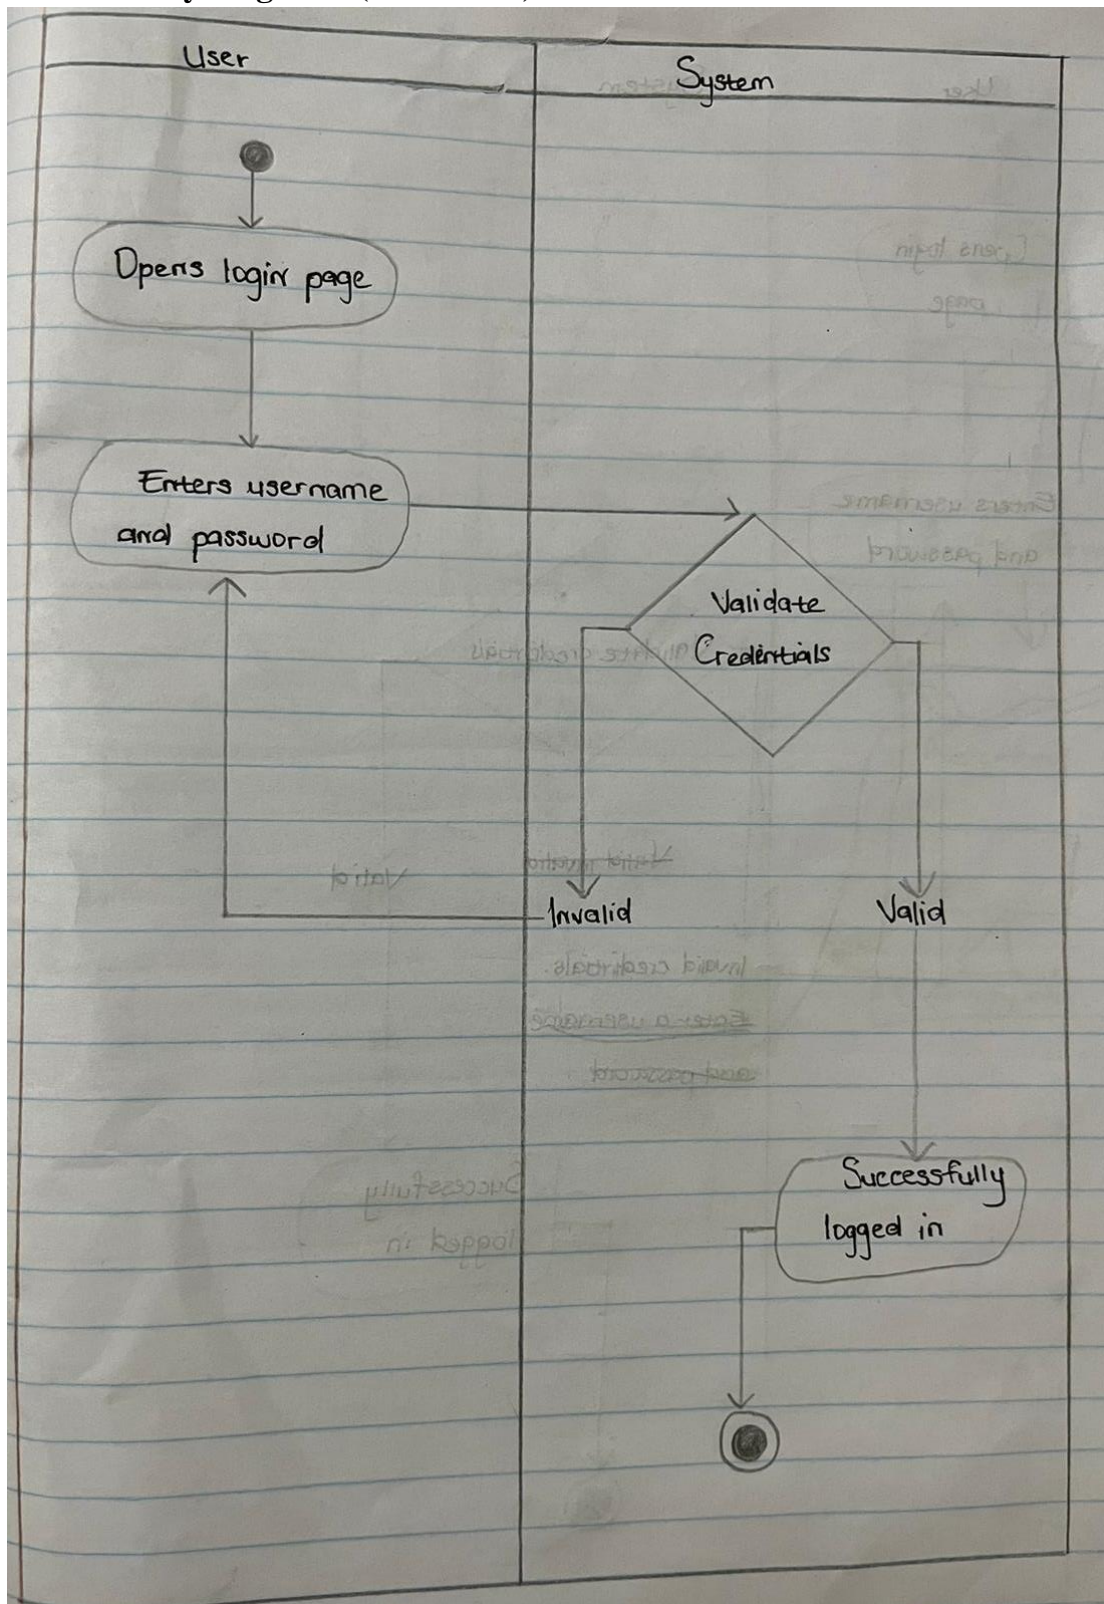 User
System
Opens login page
Enters username
and password
Validate
Credentials
Invalid
Valid
Successfully
logged in